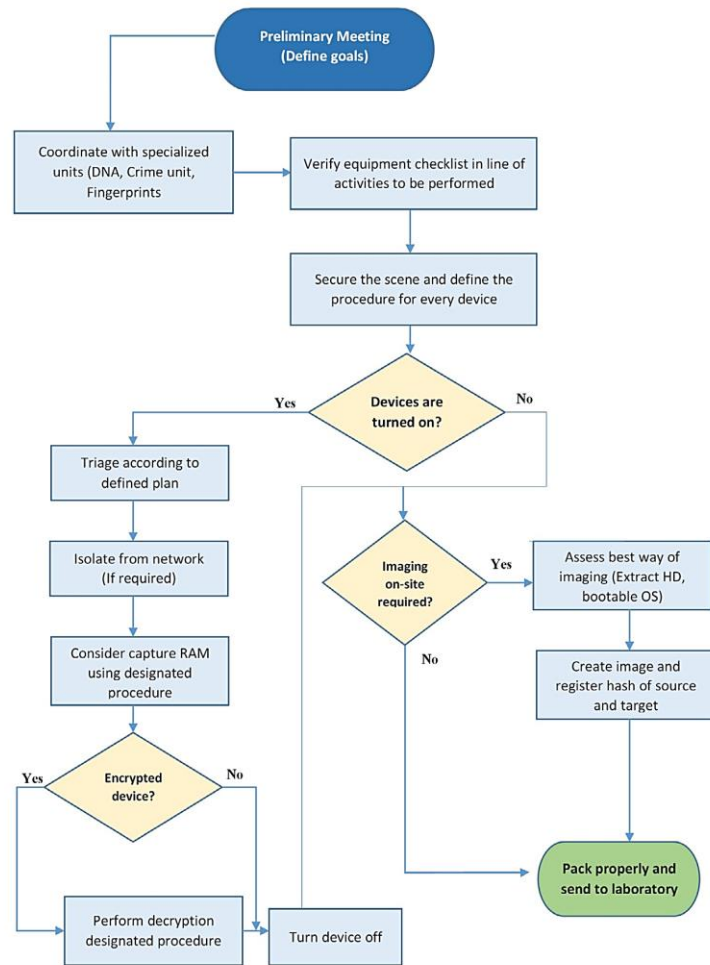 Preliminary Meeting
(Define goals)
Coordinate with specialized
units (DNA, Crime unit,
Fingerprints
Verify equipment checklist in line of
activities to be performed
Secure the scene and define the
procedure for every device
Devices are
turned on?
Yes
No
Triage according to
defined plan
Isolate from network
(If required)
Consider capture RAM
using designated
procedure
Encrypted
device?
Yes
No
Perform decryption
designated procedure
Turn device off
Imaging
on-site
required?
Yes
No
Assess best way of
imaging (Extract HD,
bootable OS)
Create image and
register hash of source
and target
Pack properly and
send to laboratory